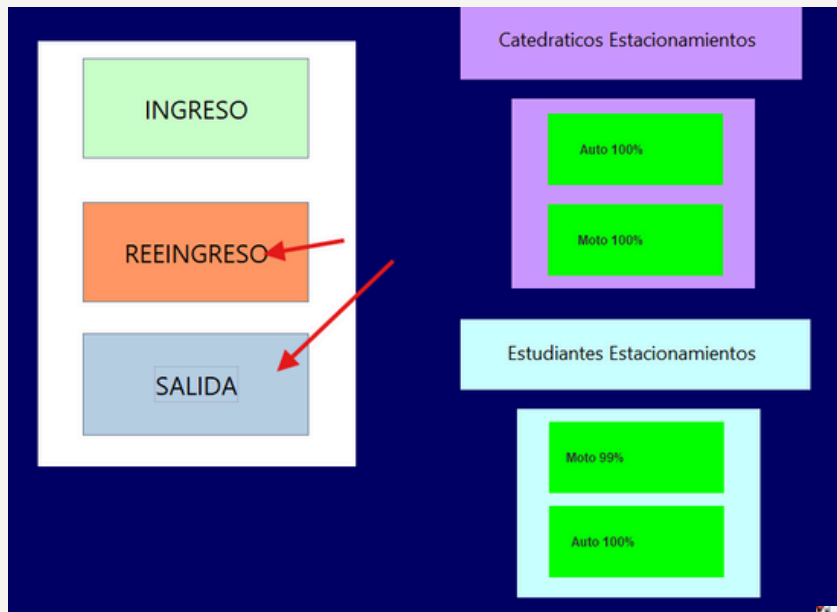 INGRESO
REEINGRESO
SALIDA
Catedraticos Estacionamientos
Auto 100%
Moto 100%
Estudiantes Estacionamientos
Moto 99%
Auto 100%